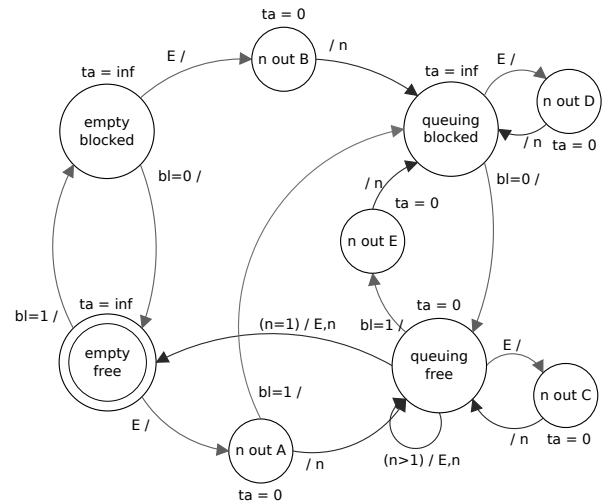 ta = 0
E /
n out B
/ n
ta = inf
empty
blocked
ta = inf
queuing
blocked
E /
n out D
/ n
ta = 0
bl=0 /
bl=0 /
/ n
ta = 0
n out E
ta = inf
bl=1 /
empty
free
(n=1) / E,n
bl=1 /
ta = 0
queuing
free
E /
n out C
/ n
ta = 0
bl=1 /
E /
n out A
/ n
(n>1) / E,n
ta = 0